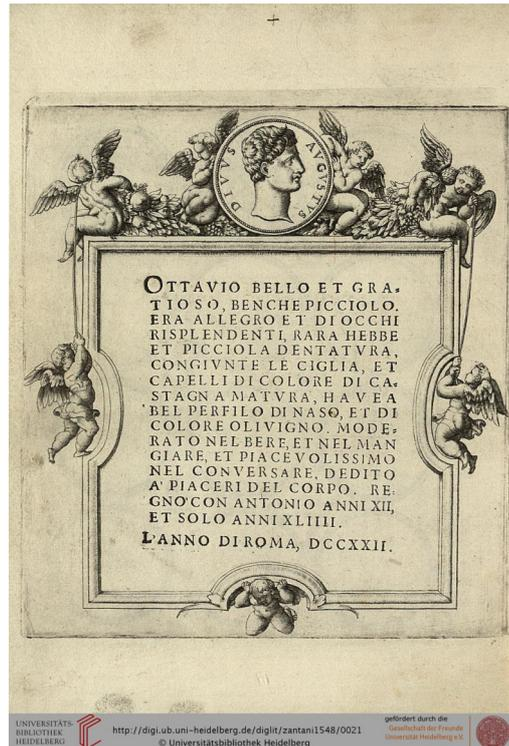 DIVVS AVGVSTVS
OTTAVIO BELLO ET GRA=
TIOSO, BENCHE PICCIOLO.
ERA ALLEGRO ET DI OCCHI
RISPLENDENTI, RARA HEBBE
ET PICCIOLA DENTATVRA,
CONGIVNTE LE CIGLIA, ET
CAPELLI DI COLORE DI CA=
STAGNA MATVRA, HAVEA
BEL PERFILO DI NASO, ET DI
COLORE OLIVIGNO. MODE=
RATO NEL BERE, ET NEL MAN
GIARE, ET PIACEVOLISSIMO
NEL CONVERSARE, DEDITO
A' PIACERI DEL CORPO. RE=
GNO' CON ANTONIO ANNI XII,
ET SOLO ANNI XLIIII.
L'ANNO DI ROMA, DCCXXII.
UNIVERSITÄTS-
BIBLIOTHEK
HEIDELBERG
http://digi.ub.uni-heidelberg.de/diglit/zantani1548/0021
© Universitätsbibliothek Heidelberg
gefördert durch die
Gesellschaft der Freunde
Universität Heidelberg e.V.